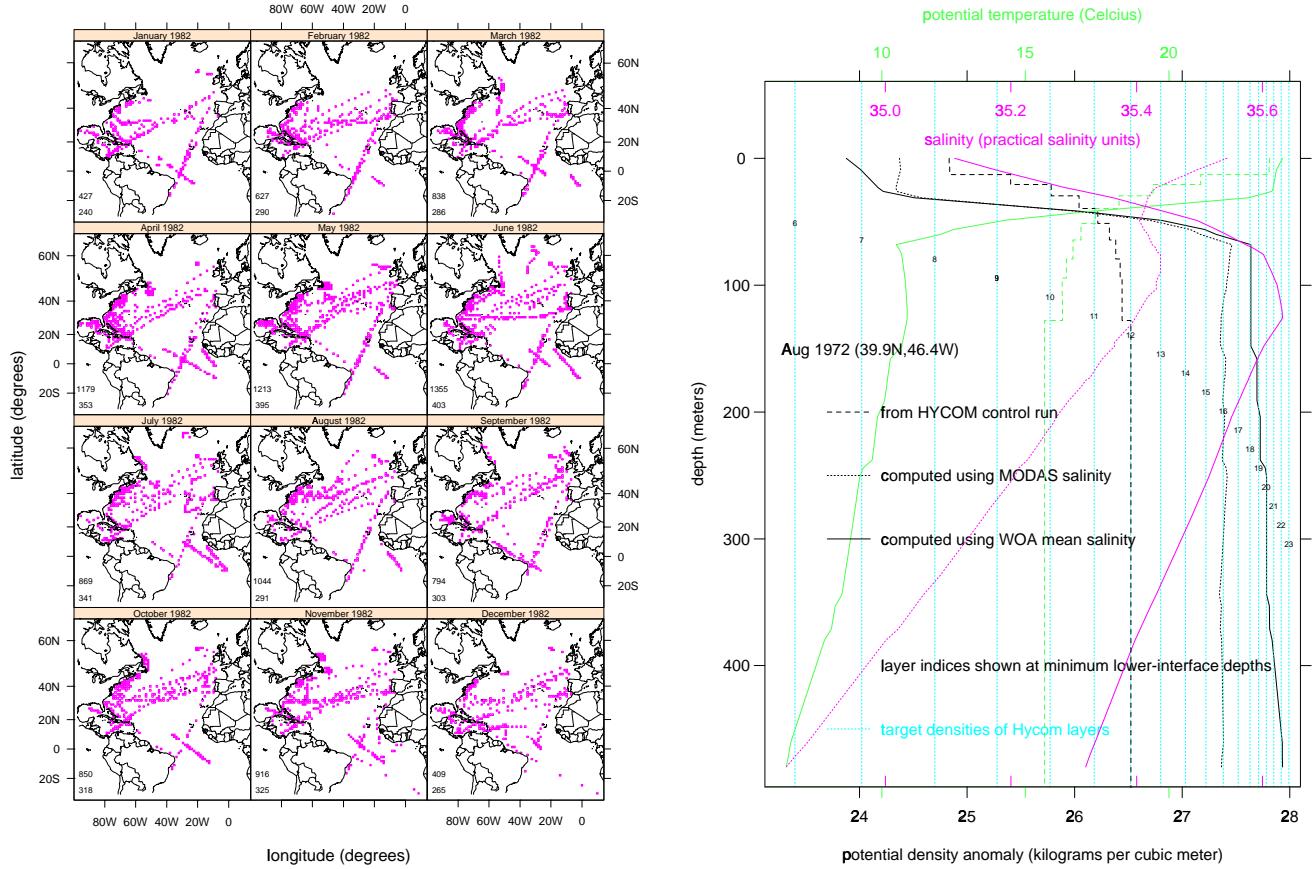 80W 60W 40W 20W 0
January 1982 February 1982 March 1982
60N
40N
20N
0
20S
427
240
627
290
838
286
April 1982 May 1982 June 1982
60N
40N
20N
0
20S
1179
353
1213
395
1355
403
July 1982 August 1982 September 1982
60N
40N
20N
0
20S
869
341
1044
291
794
303
October 1982 November 1982 December 1982
60N
40N
20N
0
20S
850
318
916
325
409
265
80W 60W 40W 20W 0
80W 60W 40W 20W 0
80W 60W 40W 20W 0
latitude (degrees)
longitude (degrees)
potential temperature (Celcius)
10 15 20
35.0 35.2 35.4 35.6
salinity (practical salinity units)
0
100
200
300
400
depth (meters)
6
7
8
9
10
11
12
13
14
15
16
17
18
19
20
21
22
23
Aug 1972 (39.9N,46.4W)
from HYCOM control run
computed using MODAS salinity
computed using WOA mean salinity
layer indices shown at minimum lower-interface depths
target densities of Hycom layers
24 25 26 27 28
potential density anomaly (kilograms per cubic meter)